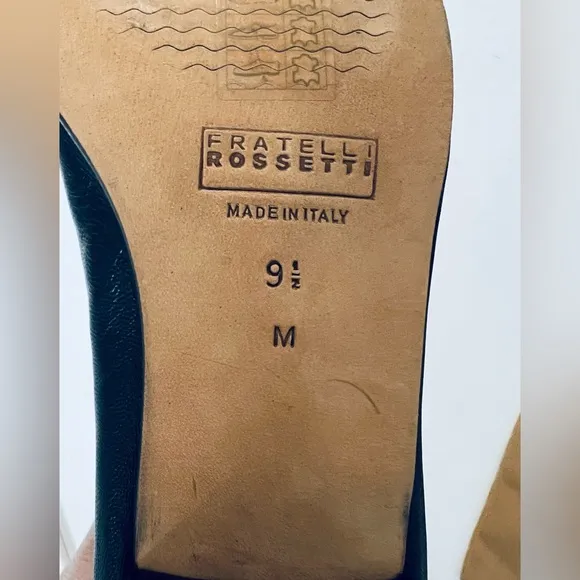 FRATELLI
ROSSETTI
MADE IN ITALY
9½
M